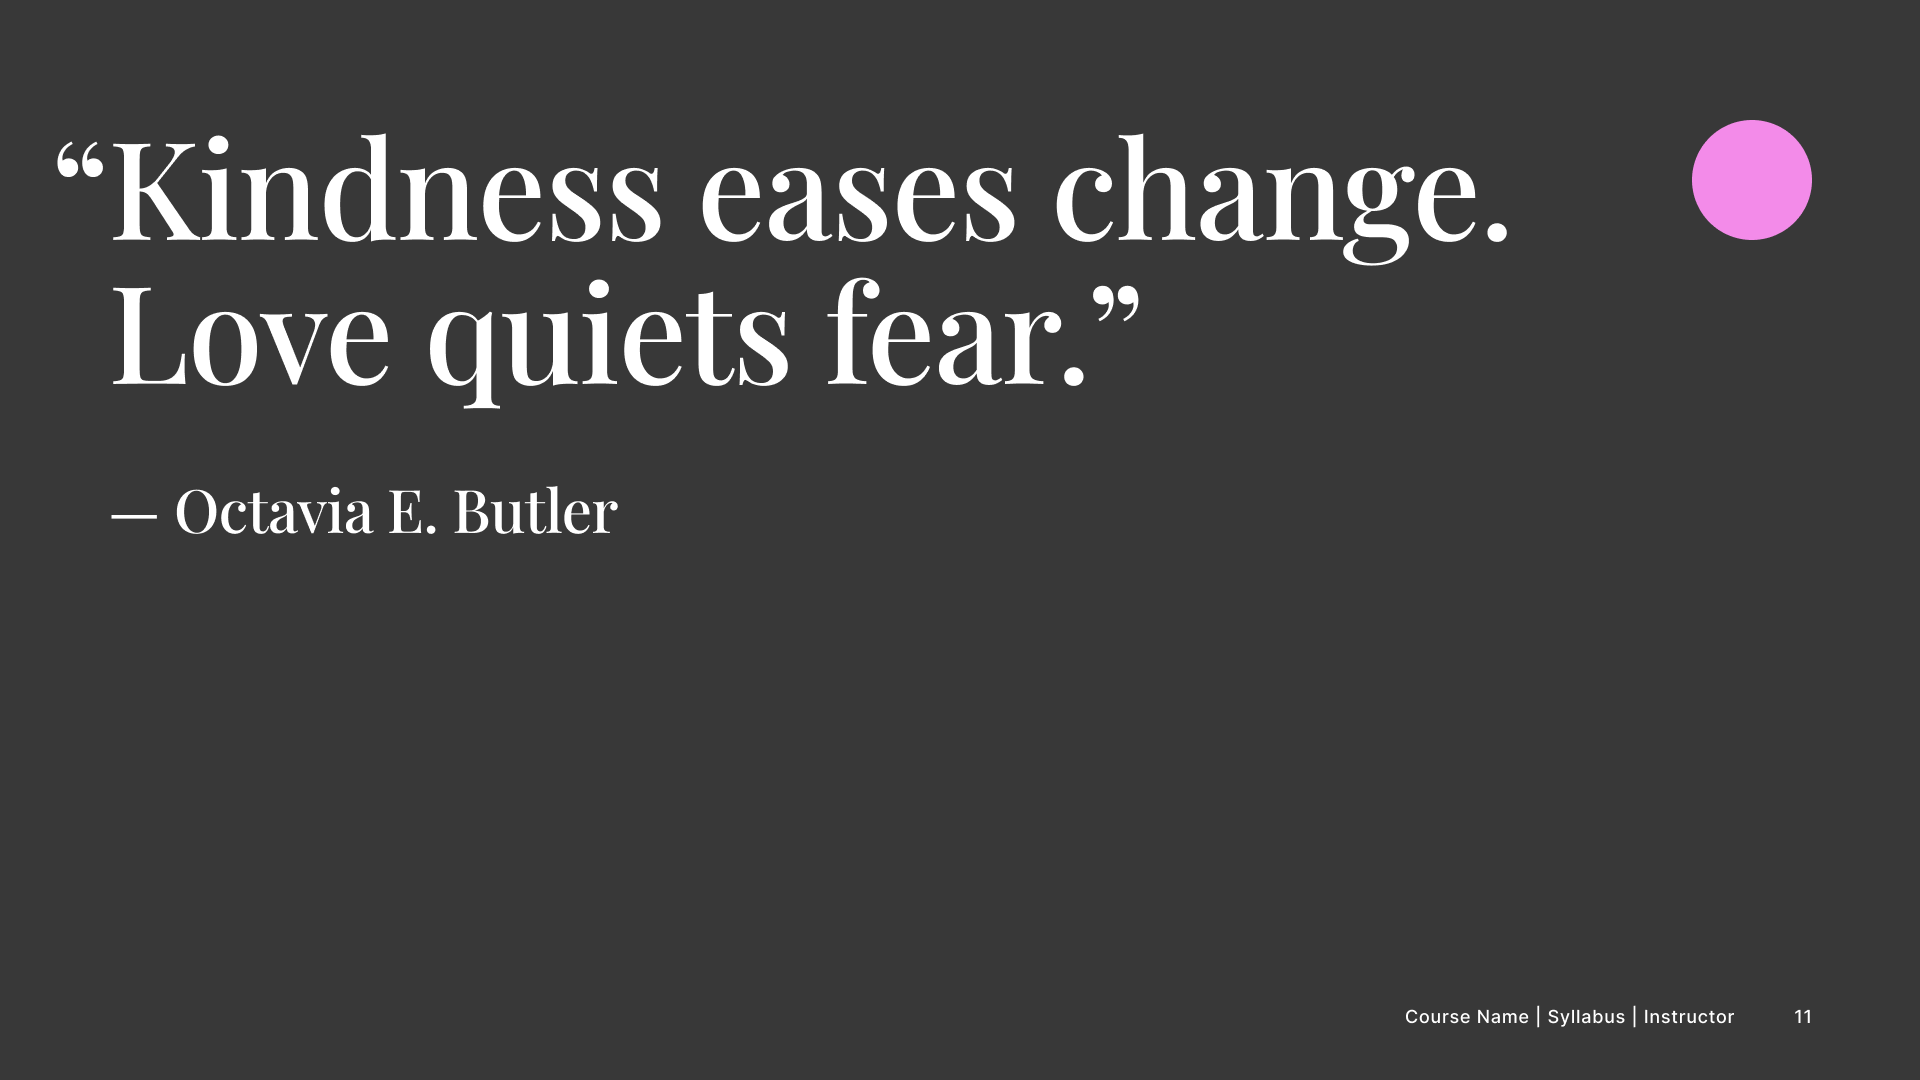 “Kindness eases change.
Love quiets fear.”
— Octavia E. Butler
Course Name | Syllabus | Instructor 11